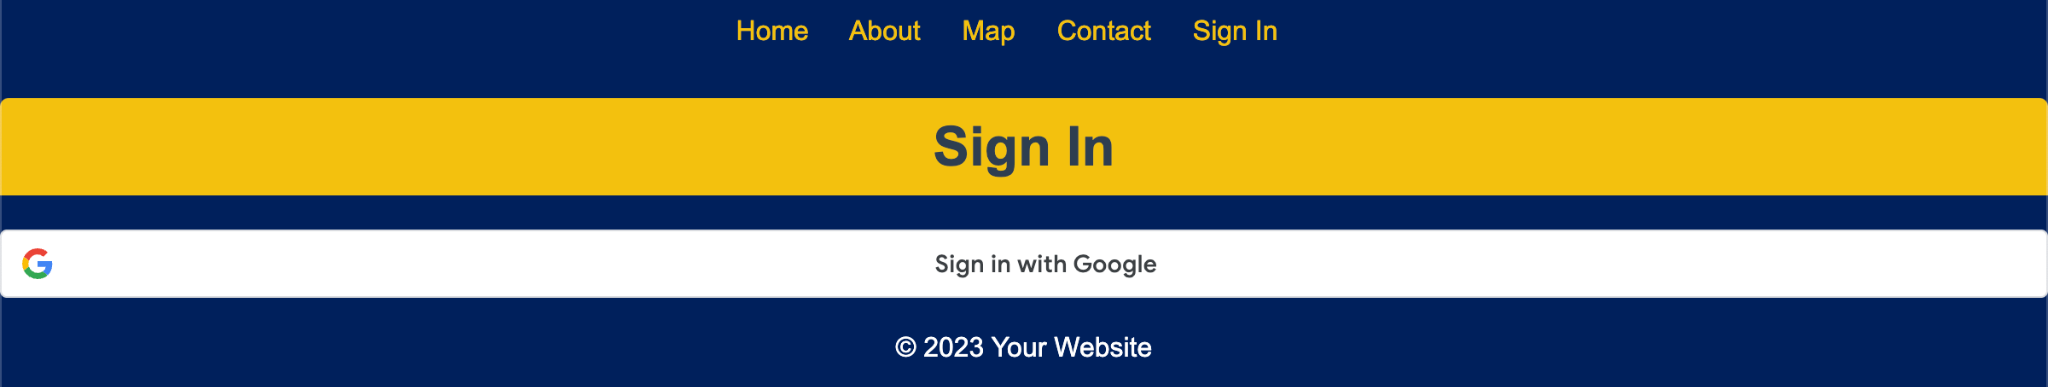 Home About Map Contact Sign In
Sign In
Sign in with Google
© 2023 Your Website